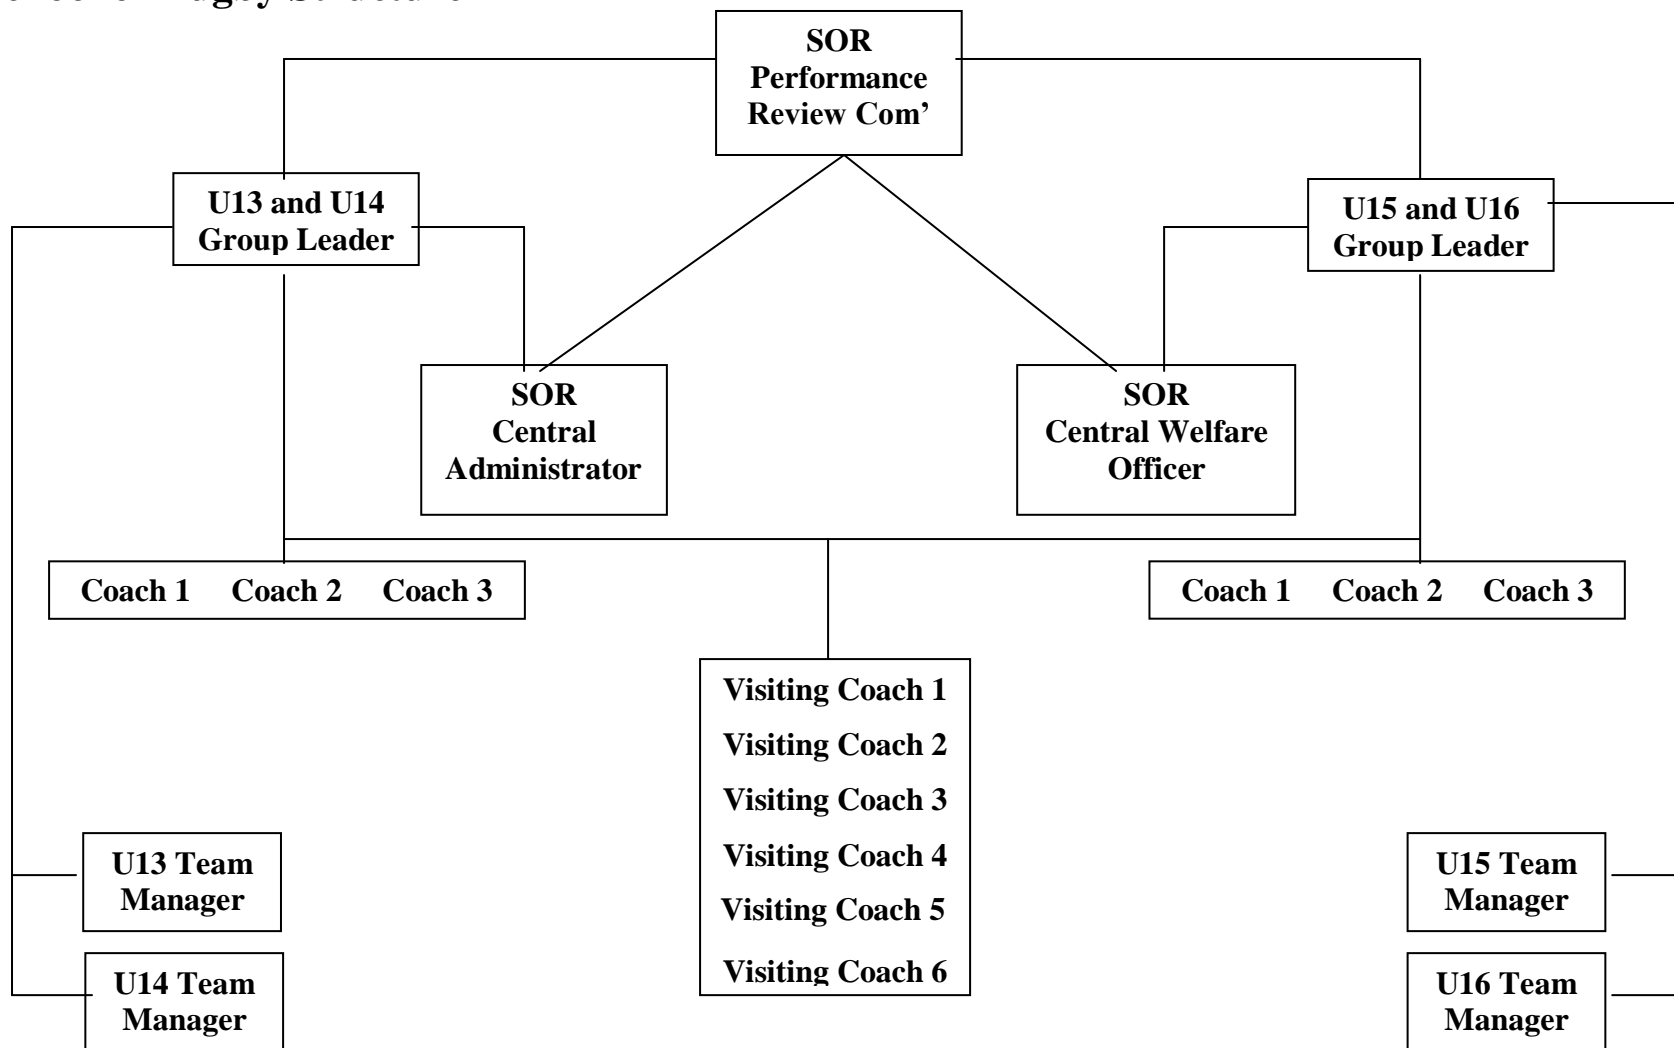 Rugby Structure
SOR
Performance
Review Com’
U13 and U14
Group Leader
U15 and U16
Group Leader
SOR
Central
Administrator
SOR
Central Welfare
Officer
Coach 1 Coach 2 Coach 3
Coach 1 Coach 2 Coach 3
Visiting Coach 1
Visiting Coach 2
Visiting Coach 3
Visiting Coach 4
Visiting Coach 5
Visiting Coach 6
U13 Team
Manager
U14 Team
Manager
U15 Team
Manager
U16 Team
Manager